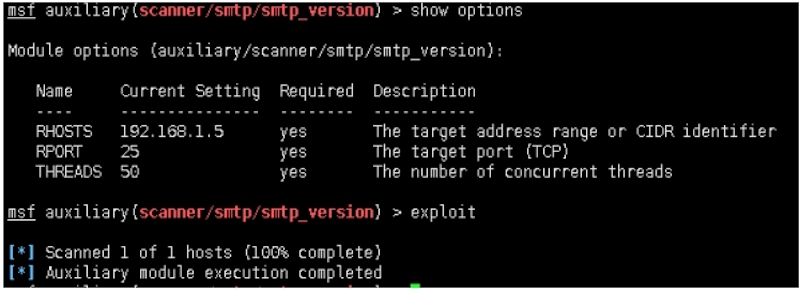 msf auxiliary(scanner/smtp/smtp_version) > show options
Module options (auxiliary/scanner/smtp/smtp_version):
Name Current Setting Required Description
---- --------------- -------- -----------
RHOSTS 192.168.1.5 yes The target address range or CIDR identifier
RPORT 25 yes The target port (TCP)
THREADS 50 yes The number of concurrent threads
msf auxiliary(scanner/smtp/smtp_version) > exploit
[*] Scanned 1 of 1 hosts (100% complete)
[*] Auxiliary module execution completed